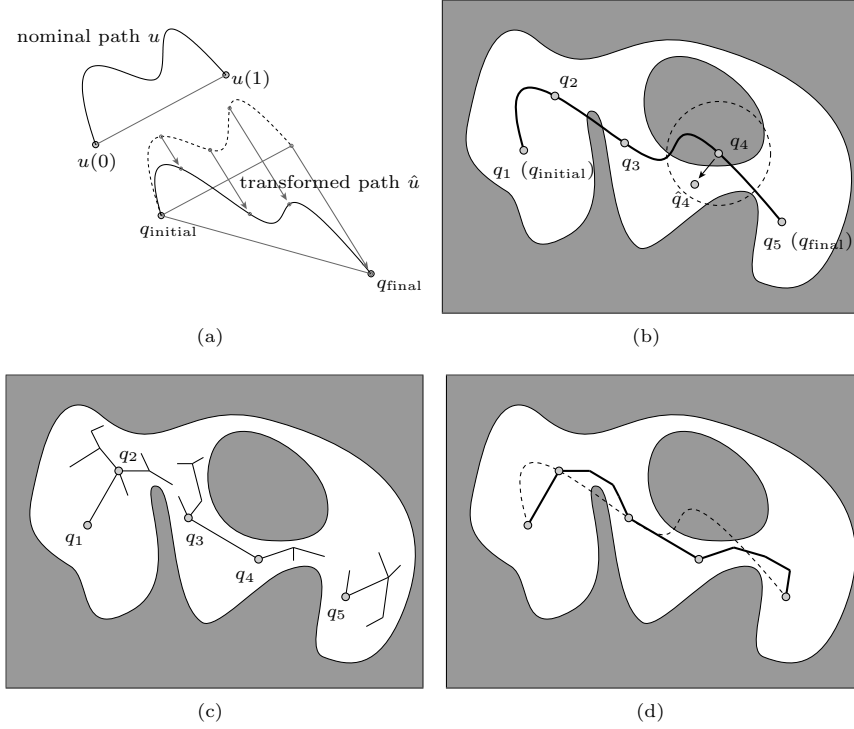 nominal path u
u(1)
u(0)
transformed path û
q_initial
q_final
(a)
q_2
q_4
q_3
q_1 (q_initial)
q̂_4
q_5 (q_final)
(b)
q_2
q_1
q_3
q_4
q_5
(c)
(d)